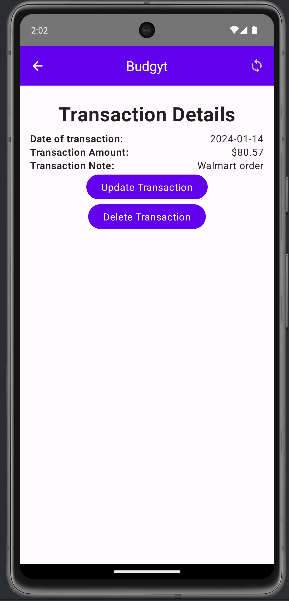 2:02
Budgyt
Transaction Details
Date of transaction: 2024-01-14
Transaction Amount: $80.57
Transaction Note: Walmart order
Update Transaction
Delete Transaction